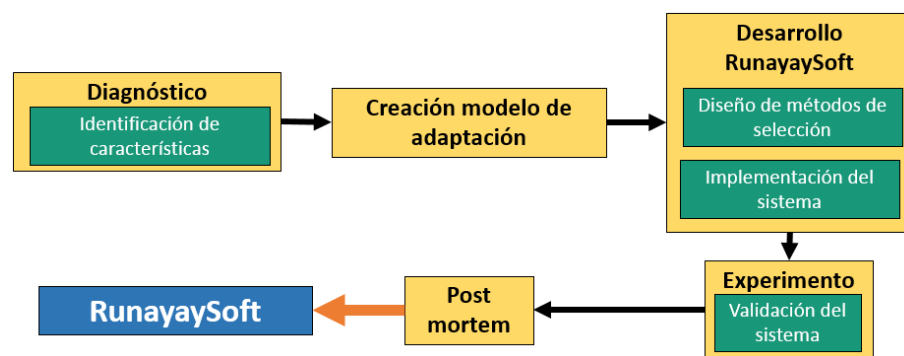 Diagnóstico
Identificación de
características
Creación modelo de
adaptación
Desarrollo
RunayaySoft
Diseño de métodos de
selección
Implementación del
sistema
Experimento
Validación del
sistema
Post
mortem
RunayaySoft